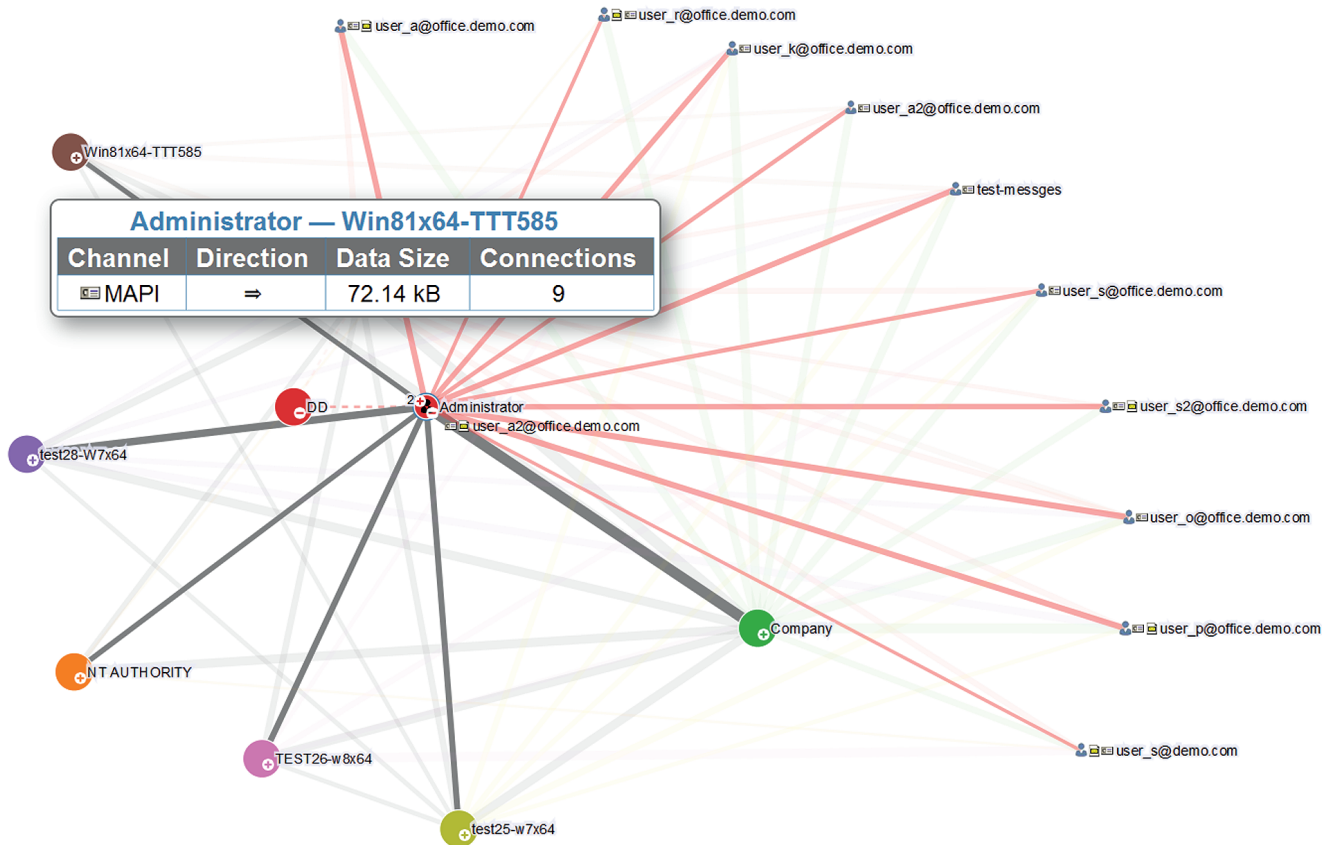 user_r@office.demo.com
user_a@office.demo.com
user_k@office.demo.com
user_a2@office.demo.com
Win81x64-TTT585
test-messges
Administrator — Win81x64-TTT585
Channel Direction Data Size Connections
MAPI ⇒ 72.14 kB 9
user_s@office.demo.com
DD
2
Administrator
user_s2@office.demo.com
user_a2@office.demo.com
test28-W7x64
user_o@office.demo.com
Company
user_p@office.demo.com
NT AUTHORITY
user_s@demo.com
TEST26-w8x64
test25-w7x64